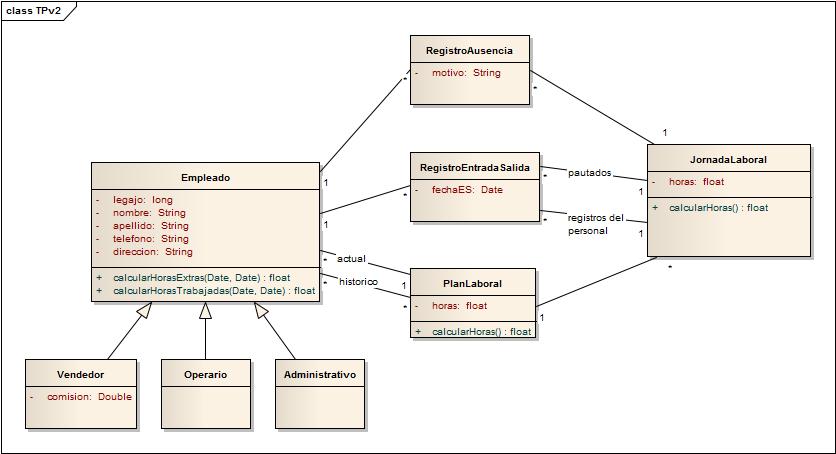 class TPv2
RegistroAusencia
- motivo: String
*
*
1
1
Empleado
- legajo: long
- nombre: String
- apellido: String
- telefono: String
- direccion: String
+ calcularHorasExtras(Date, Date) : float
+ calcularHorasTrabajadas(Date, Date) : float
RegistroEntradaSalida
- fechaES: Date
1
*
*
pautados
1
*
registros del
personal
1
JornadaLaboral
- horas: float
+ calcularHoras() : float
*
actual
*
1
historico
*
*
PlanLaboral
- horas: float
+ calcularHoras() : float
1
Vendedor
- comision: Double
Operario
Administrativo